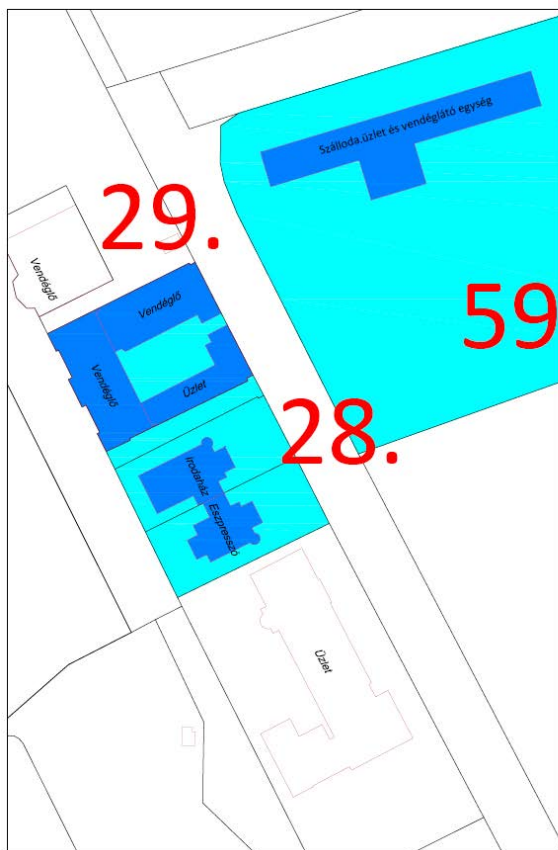 Szálloda.üzlet és vendéglátó egység
29.
Vendéglő
Vendéglő
59
Vendéglő
Üzlet
28.
Irodaház
Eszpresszó
Üzlet